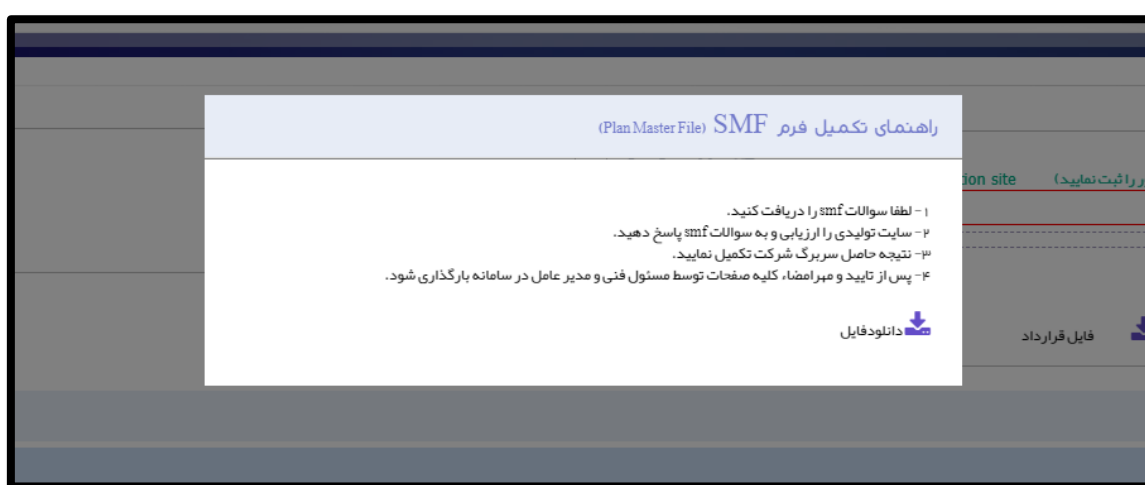 راهنمای تکمیل فرم SMF (Plan Master File)
ر را ثبت نمایید) tion site
۱- لطفا سوالات smf را دریافت کنید.
۲- سایت تولیدی را ارزیابی و به سوالات smf پاسخ دهید.
۳- نتیجه حاصل سربرگ شرکت تکمیل نمایید.
۴- پس از تایید و مهرامضاء کلیه صفحات توسط مسئول فنی و مدیر عامل در سامانه بارگذاری شود.
دانلودفایل
فایل قرارداد